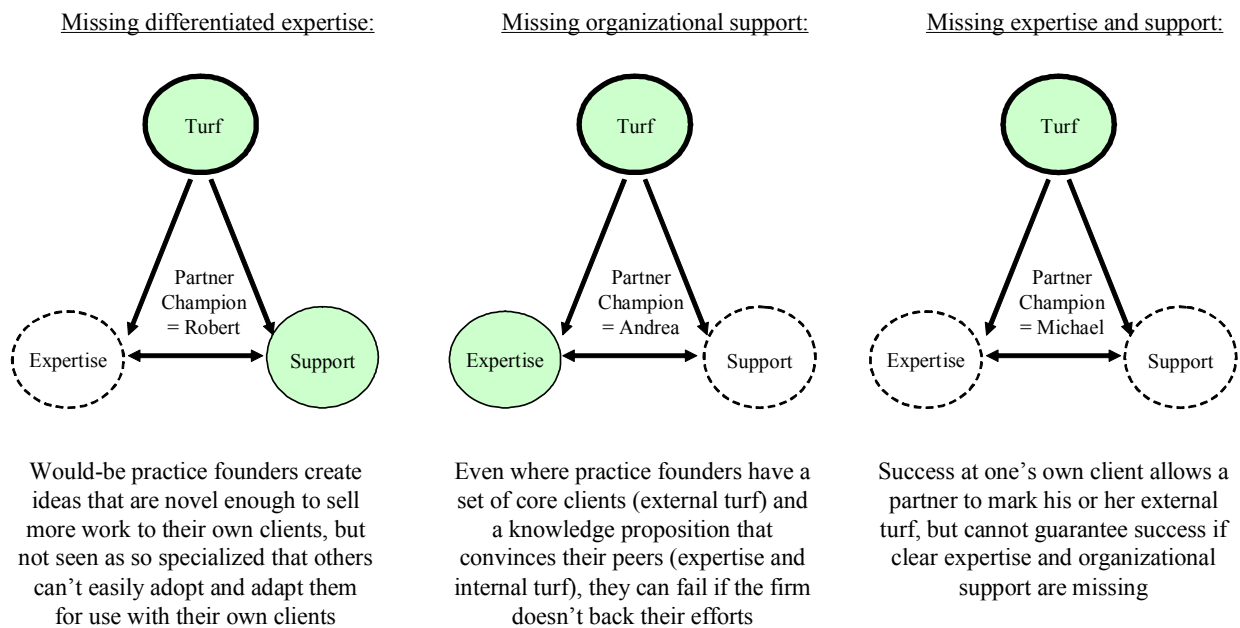 Missing differentiated expertise:
Turf
Partner
Champion
= Robert
Expertise
Support
Would-be practice founders create
ideas that are novel enough to sell
more work to their own clients, but
not seen as so specialized that others
can’t easily adopt and adapt them
for use with their own clients
Missing organizational support:
Turf
Partner
Champion
= Andrea
Expertise
Support
Even where practice founders have a
set of core clients (external turf) and
a knowledge proposition that
convinces their peers (expertise and
internal turf), they can fail if the firm
doesn’t back their efforts
Missing expertise and support:
Turf
Partner
Champion
= Michael
Expertise
Support
Success at one’s own client allows a
partner to mark his or her external
turf, but cannot guarantee success if
clear expertise and organizational
support are missing